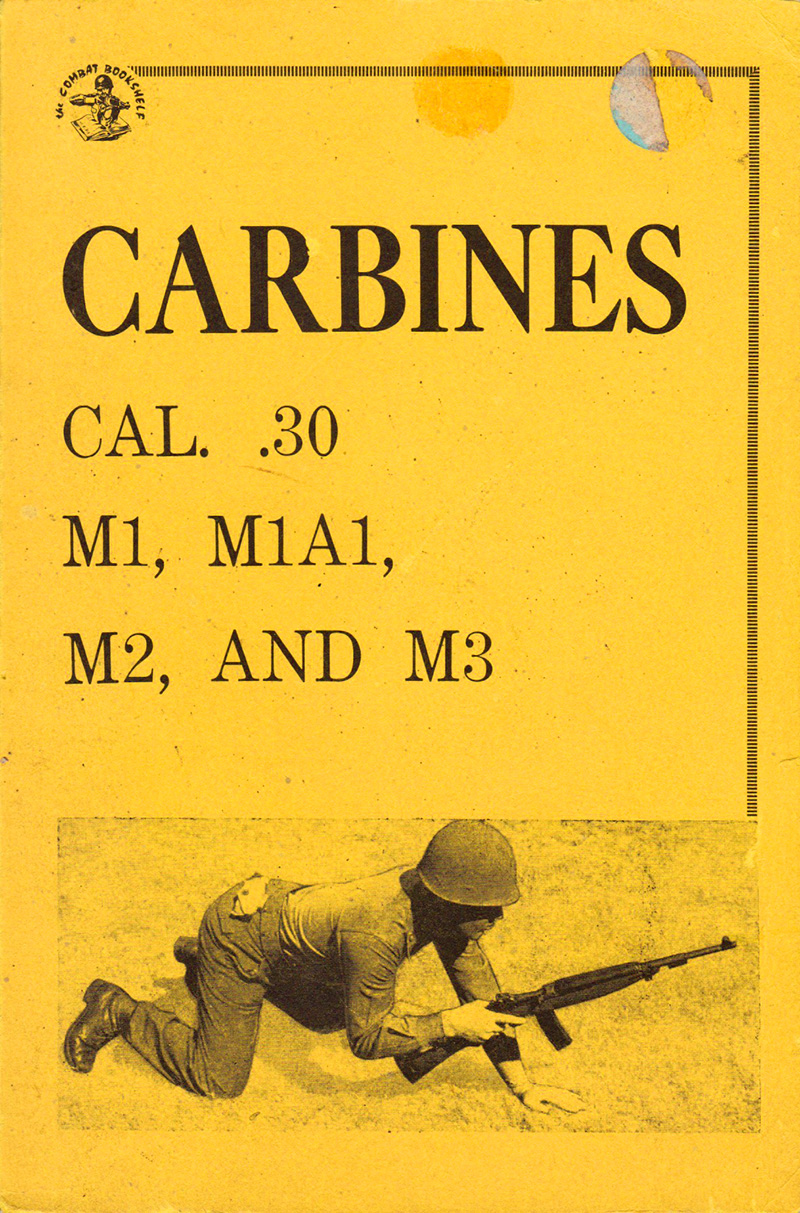 the COMBAT BOOKSHELF
CARBINES
CAL. .30
M1, M1A1,
M2, AND M3